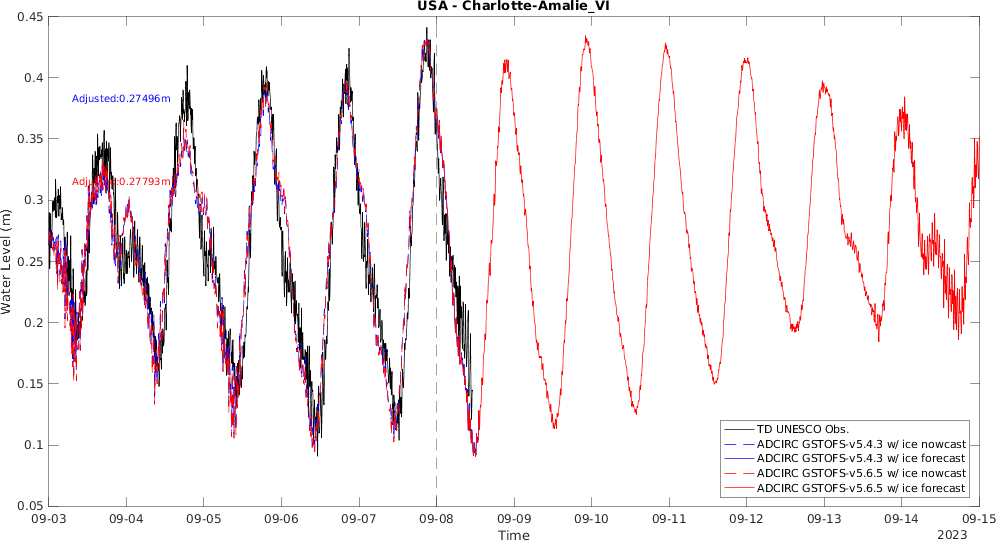 USA - Charlotte-Amalie_VI
0.45
0.4
0.35
0.3
0.25
0.2
0.15
0.1
0.05
Water Level (m)
Adjusted:0.27496m
Adjusted:0.27793m
TD UNESCO Obs.
ADCIRC GSTOFS-v5.4.3 w/ ice nowcast
ADCIRC GSTOFS-v5.4.3 w/ ice forecast
ADCIRC GSTOFS-v5.6.5 w/ ice nowcast
ADCIRC GSTOFS-v5.6.5 w/ ice forecast
09-03 09-04 09-05 09-06 09-07 09-08 09-09 09-10 09-11 09-12 09-13 09-14 09-15
Time
2023